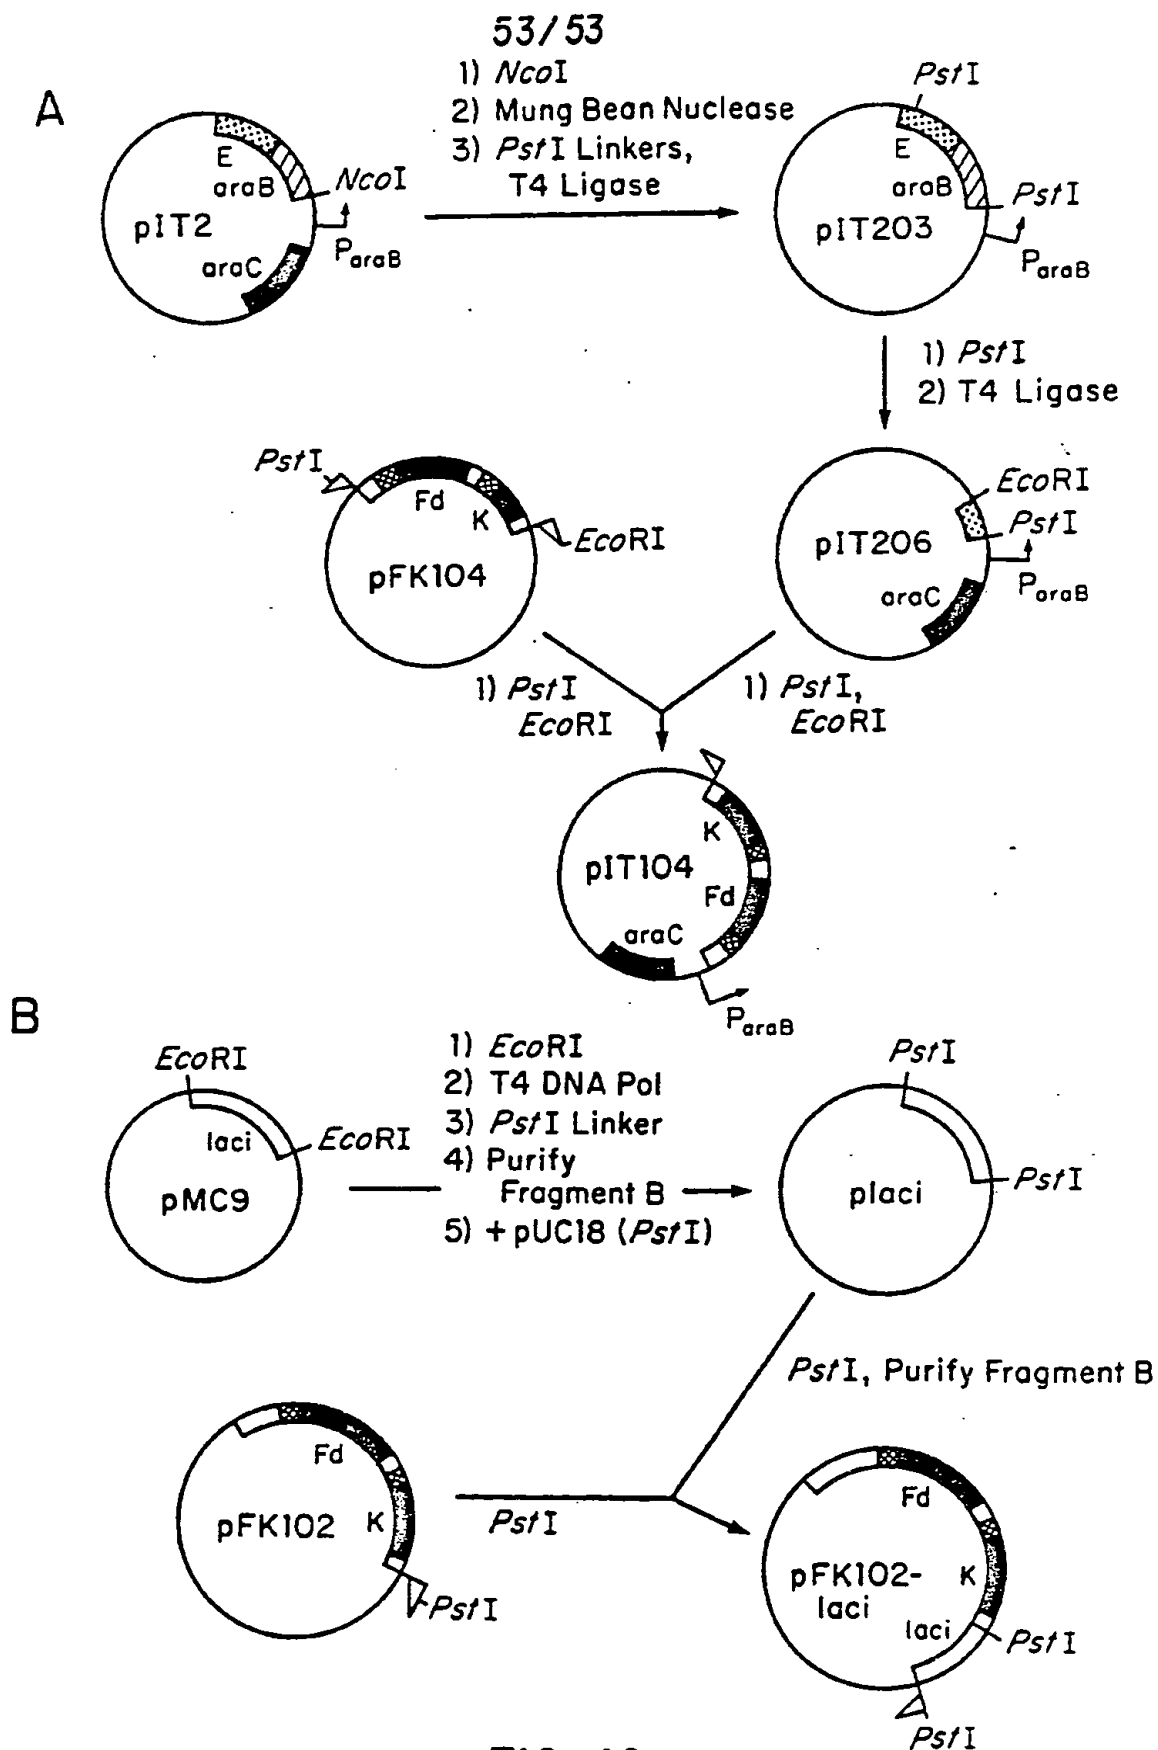 53/53
A
1) NcoI
2) Mung Bean Nuclease
3) PstI Linkers,
T4 Ligase
E
araB
NcoI
pIT2
ParaB
araC
PstI
E
araB
PstI
pIT203
ParaB
1) PstI
2) T4 Ligase
PstI
Fd
K
EcoRI
pFK104
EcoRI
PstI
pIT206
araC
ParaB
1) PstI
EcoRI
1) PstI,
EcoRI
K
pIT104
Fd
araC
ParaB
B
EcoRI
laci
EcoRI
pMC9
1) EcoRI
2) T4 DNA Pol
3) PstI Linker
4) Purify
Fragment B
5) + pUC18 (PstI)
PstI
placi
PstI
PstI, Purify Fragment B
Fd
pFK102
K
PstI
PstI
Fd
pFK102-
laci
K
laci
PstI
PstI